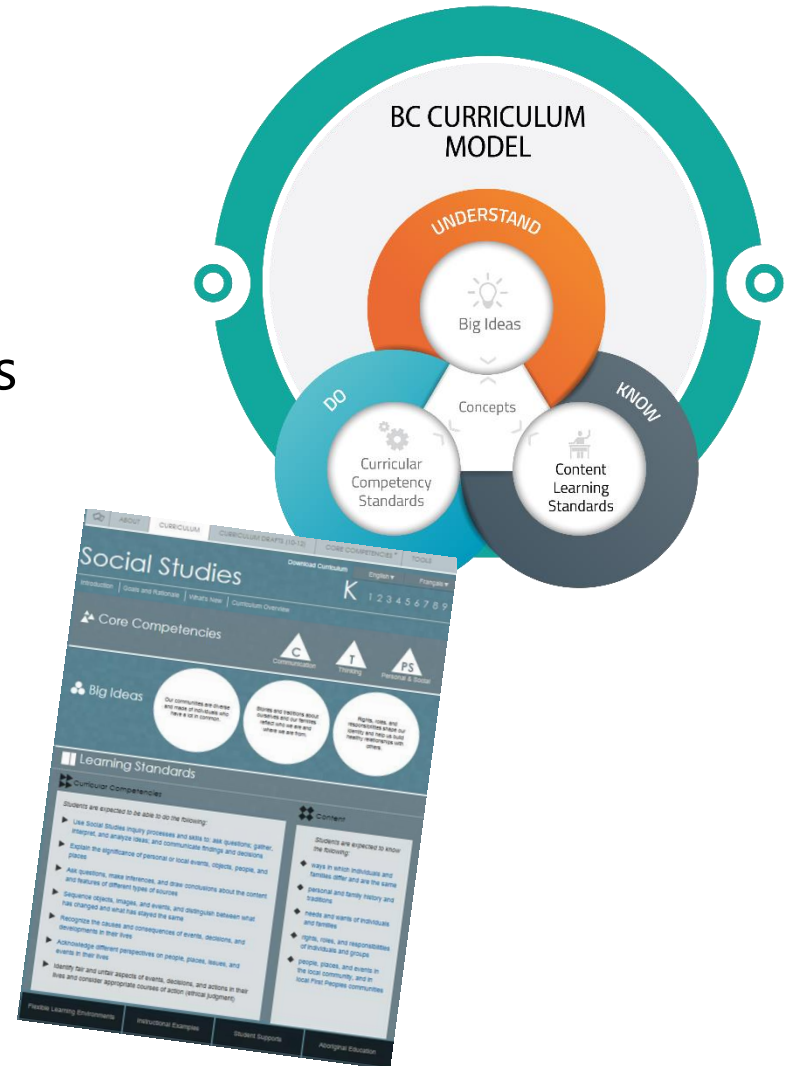 BC CURRICULUM
MODEL
UNDERSTAND
Big Ideas
s
DO
KNOW
Concepts
Curricular
Competency
Standards
Content
Learning
Standards
ABOUT
CURRICULUM
CURRICULUM DRAFTS (10-12)
CORE COMPETENCIES
TOOLS
Social Studies
Download Curriculum
English ▾
Français ▾
K 1 2 3 4 5 6 7 8 9
Introduction
Goals and Rationale
What's New
Curriculum Overview
Core Competencies
C
Communication
T
Thinking
PS
Personal & Social
Big Ideas
Our communities are diverse
and made of individuals who
have a lot in common.
Stories and traditions about
ourselves and our families
reflect who we are and
where we are from.
Rights, roles, and
responsibilities shape our
identity and help us build
healthy relationships with
others.
Learning Standards
Curricular Competencies
Students are expected to be able to do the following:
Use Social Studies inquiry processes and skills to: ask questions; gather,
interpret, and analyze ideas; and communicate findings and decisions
Explain the significance of personal or local events, objects, people, and
places
Ask questions, make inferences, and draw conclusions about the content
and features of different types of sources
Sequence objects, images, and events, and distinguish between what
has changed and what has stayed the same
Recognize the causes and consequences of events, decisions, and
developments in their lives
Acknowledge different perspectives on people, places, issues, and
events in their lives
Identify fair and unfair aspects of events, decisions, and actions in their
lives and consider appropriate courses of action (ethical judgment)
Content
Students are expected to know
the following:
ways in which individuals and
families differ and are the same
personal and family history and
traditions
needs and wants of individuals
and families
rights, roles, and responsibilities
of individuals and groups
people, places, and events in
the local community, and in
local First Peoples communities
Flexible Learning Environments
Instructional Examples
Student Supports
Aboriginal Education